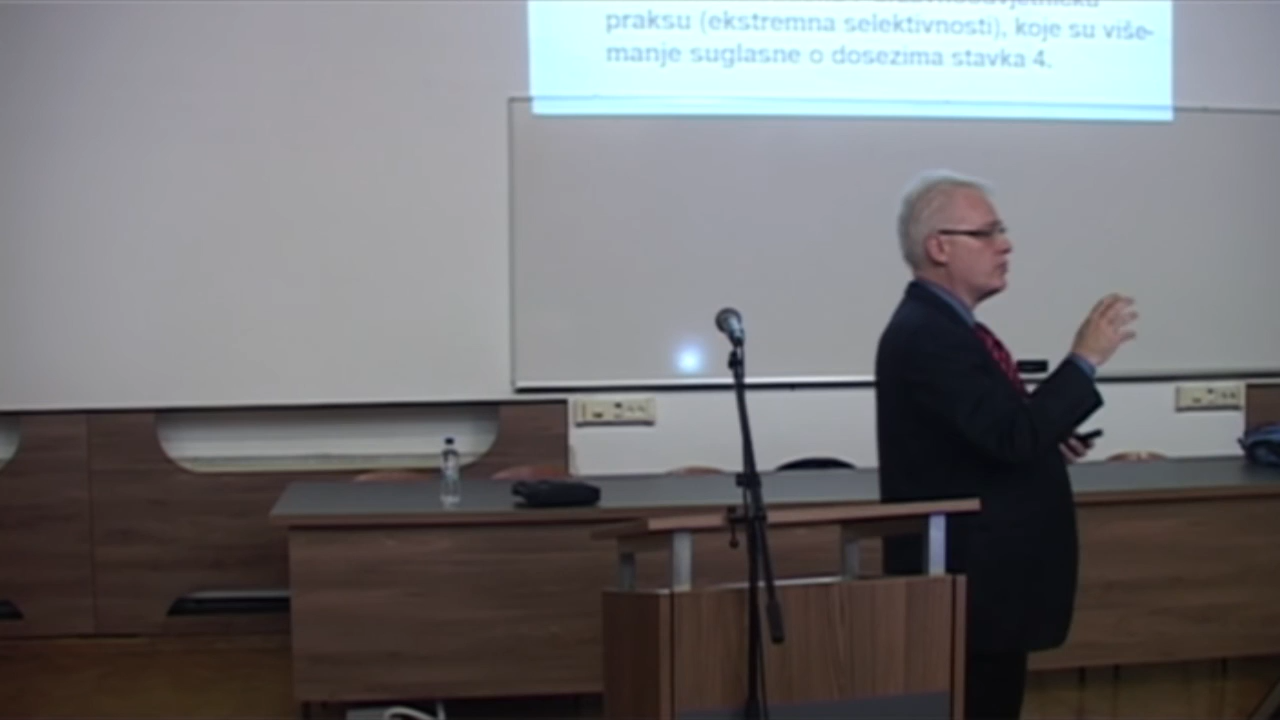 praksu (ekstremna selektivnosti), koje su više-
manje suglasne o dosezima stavka 4.